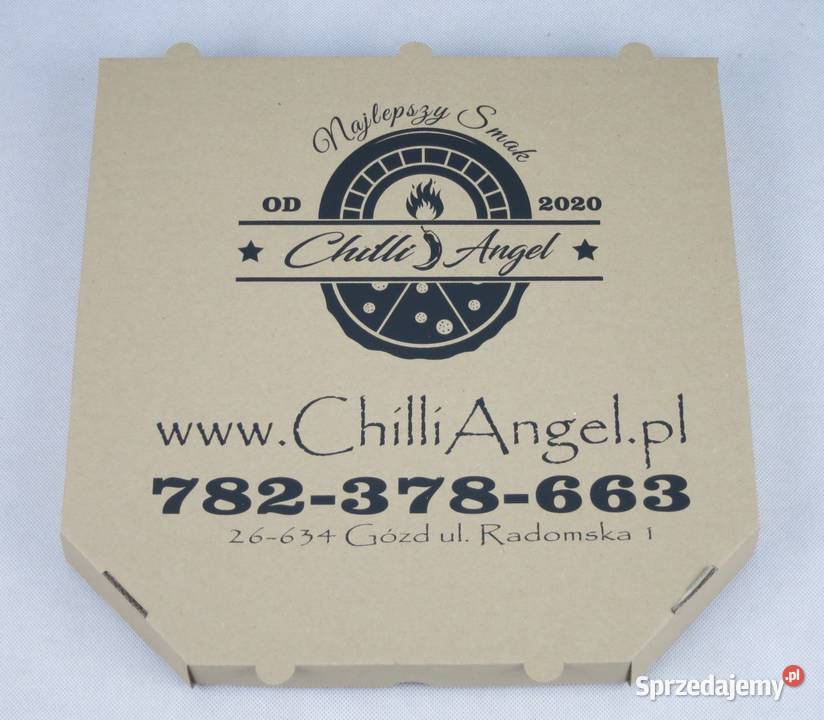 Najlepszy Smak
OD 2020
Chilli Angel
www.ChilliAngel.pl
782-378-663
26-634 Gózd ul. Radomska 1
Sprzedajemy.pl